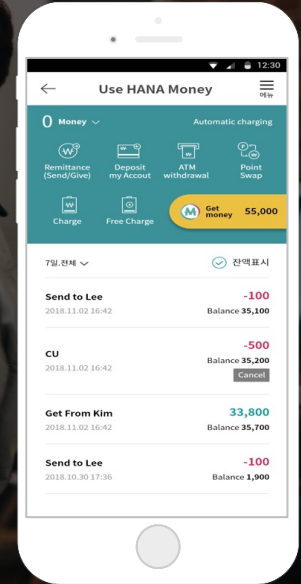 12:30
Use HANA Money
메뉴
0 Money
Automatic charging
Remittance
(Send/Give)
Deposit
my Accout
ATM
withdrawal
Point
Swap
Charge
Free Charge
Get
money
55,000
7일.전체
잔액표시
Send to Lee
-100
2018.11.02 16:42
Balance 35,100
CU
-500
2018.11.02 16:42
Balance 35,200
Cancel
Get From Kim
33,800
2018.11.02 16:42
Balance 35,700
Send to Lee
-100
2018.10.30 17:36
Balance 1,900